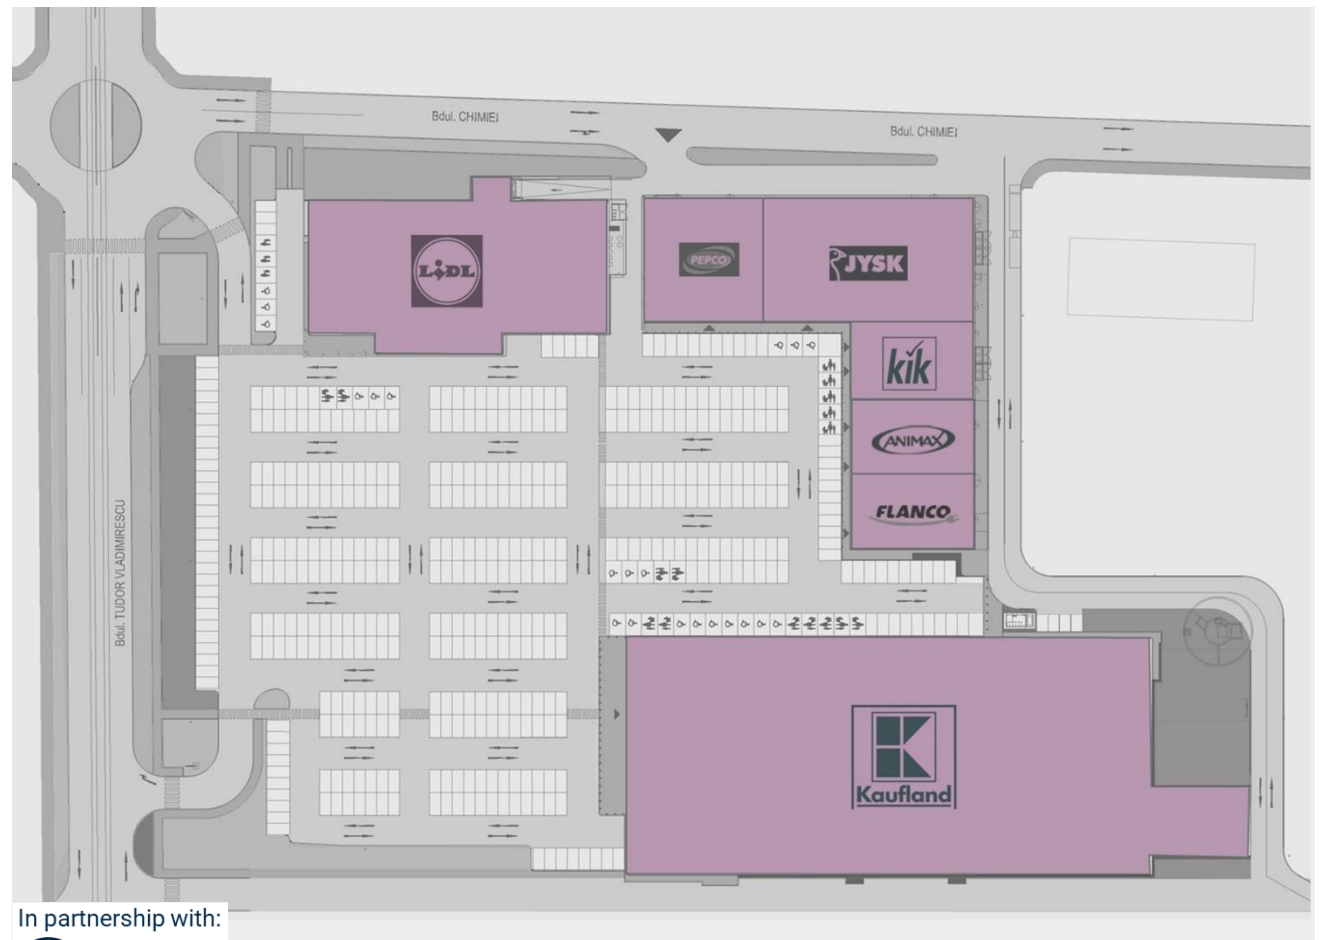 Bdul. CHIMIEI
Bdul. CHIMIEI
LiDL
PEPCO
JYSK
kik
ANIMAX
FLANCO
Bdul. TUDOR VLADIMIRESCU
K
Kaufland
In partnership with: